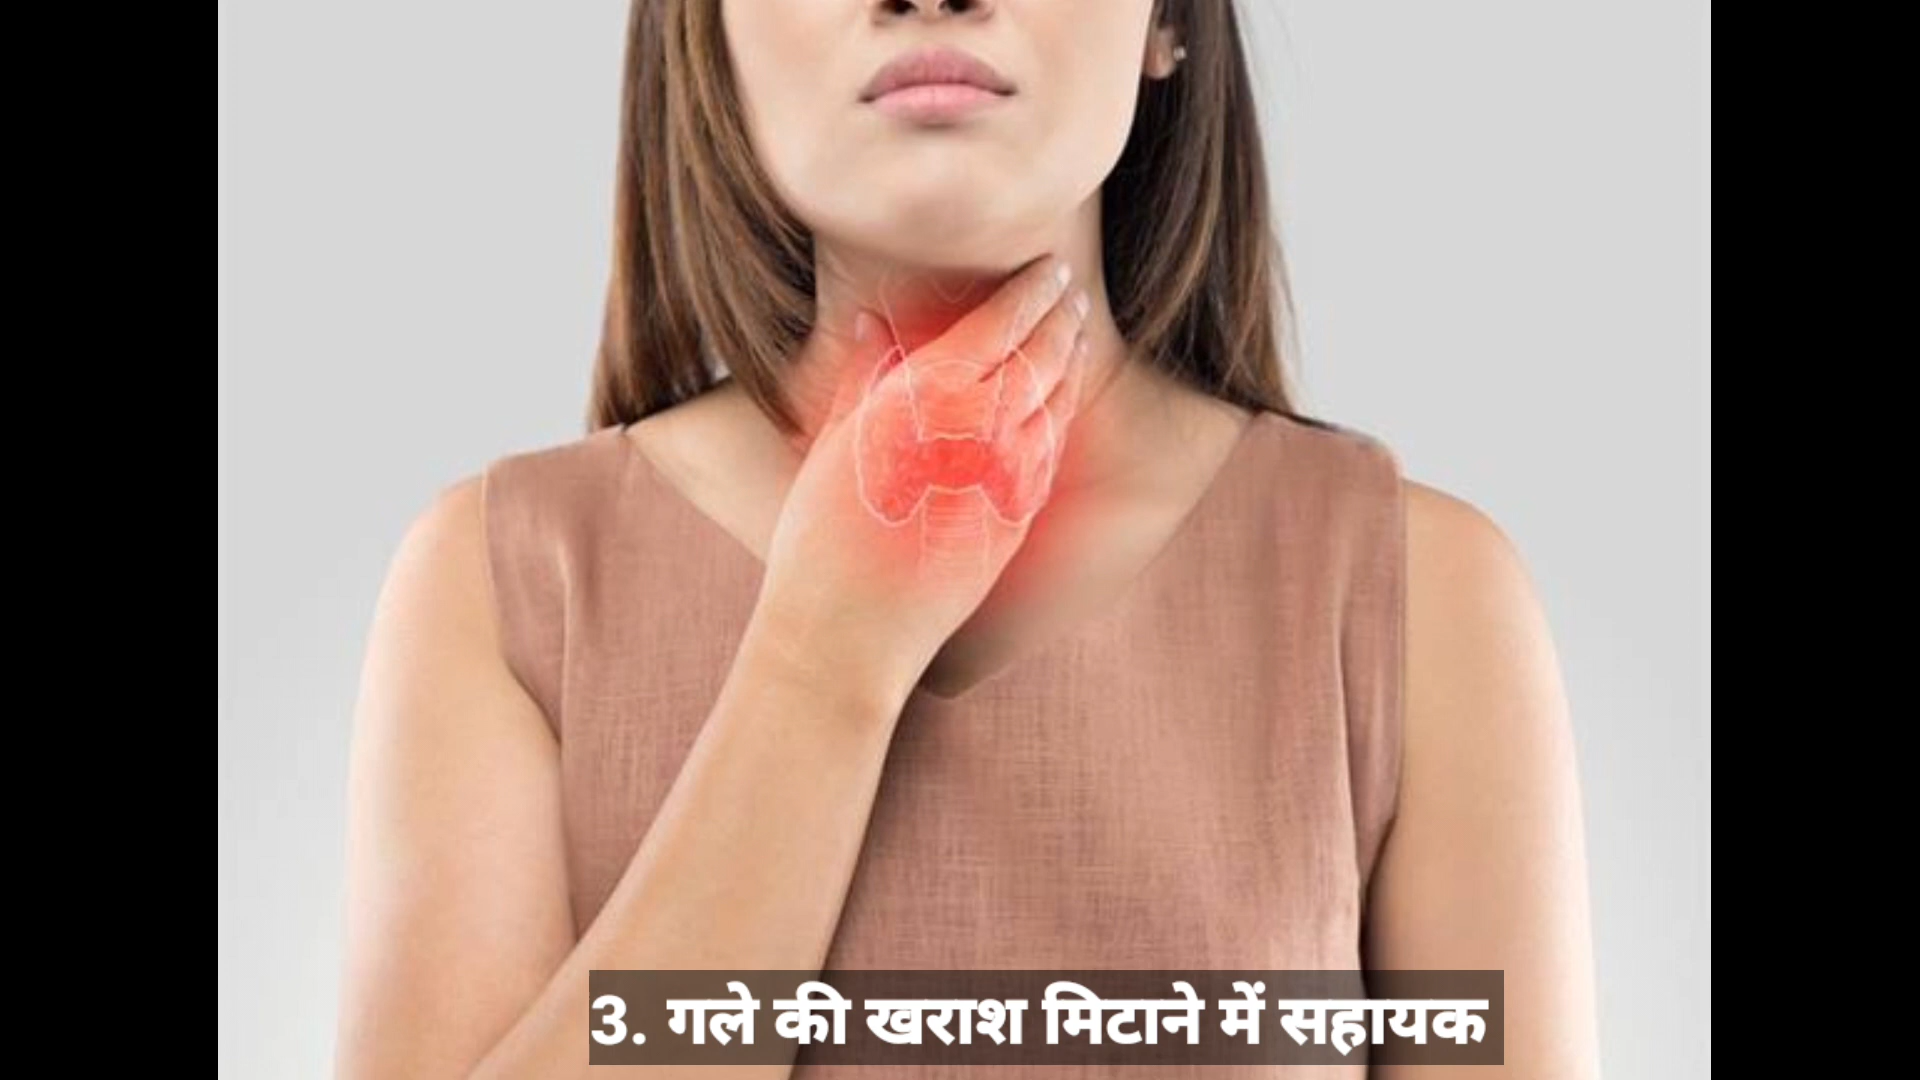 3. गले की खराश मिटाने में सहायक